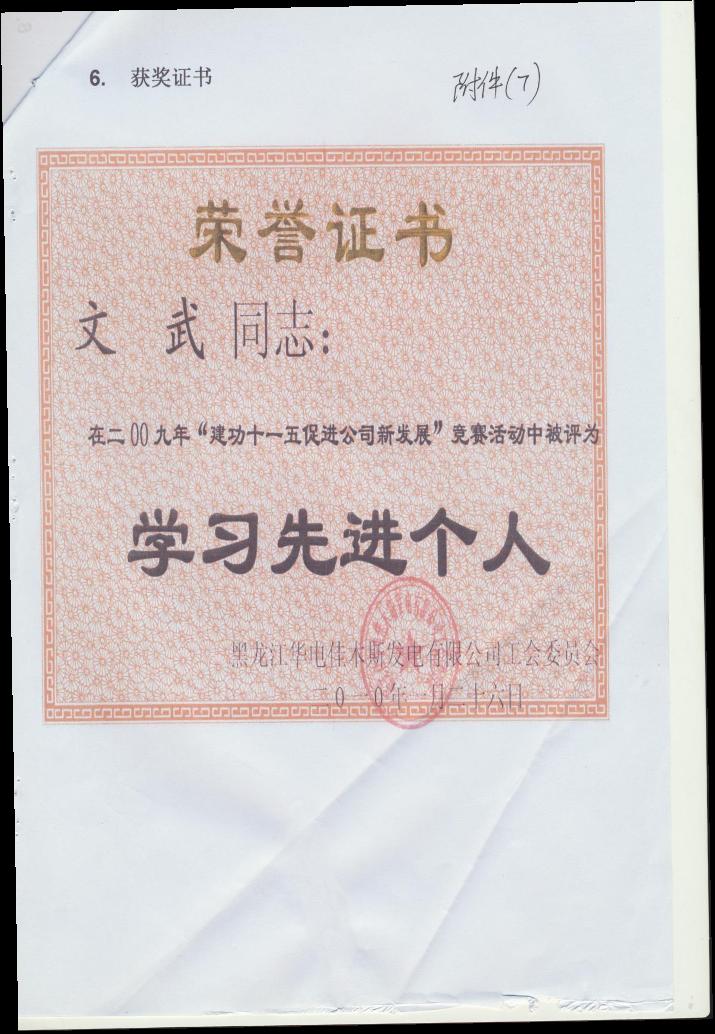 6. 获奖证书
附件(7)
荣誉证书
文 武 同志:
在二00九年“建功十一五促进公司新发展”竞赛活动中被评为
学习先进个人
黑龙江华电佳木斯发电有限公司工会委员会
二0一0年一月二十六日